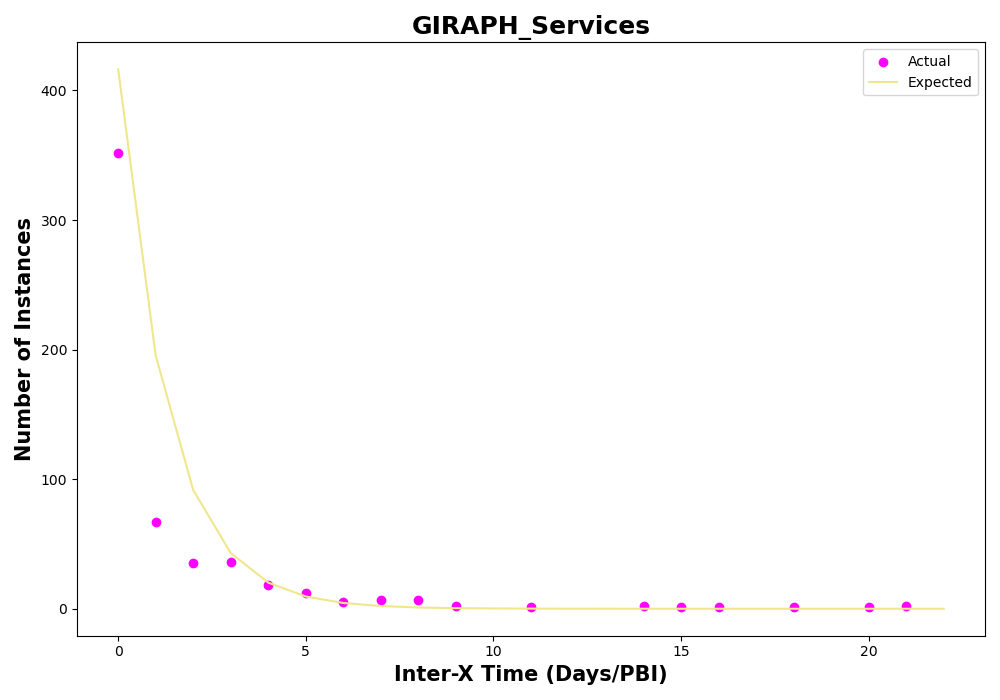 GIRAPH_Services
Actual
Expected
400
300
200
100
0
Number of Instances
0 5 10 15 20
Inter-X Time (Days/PBI)